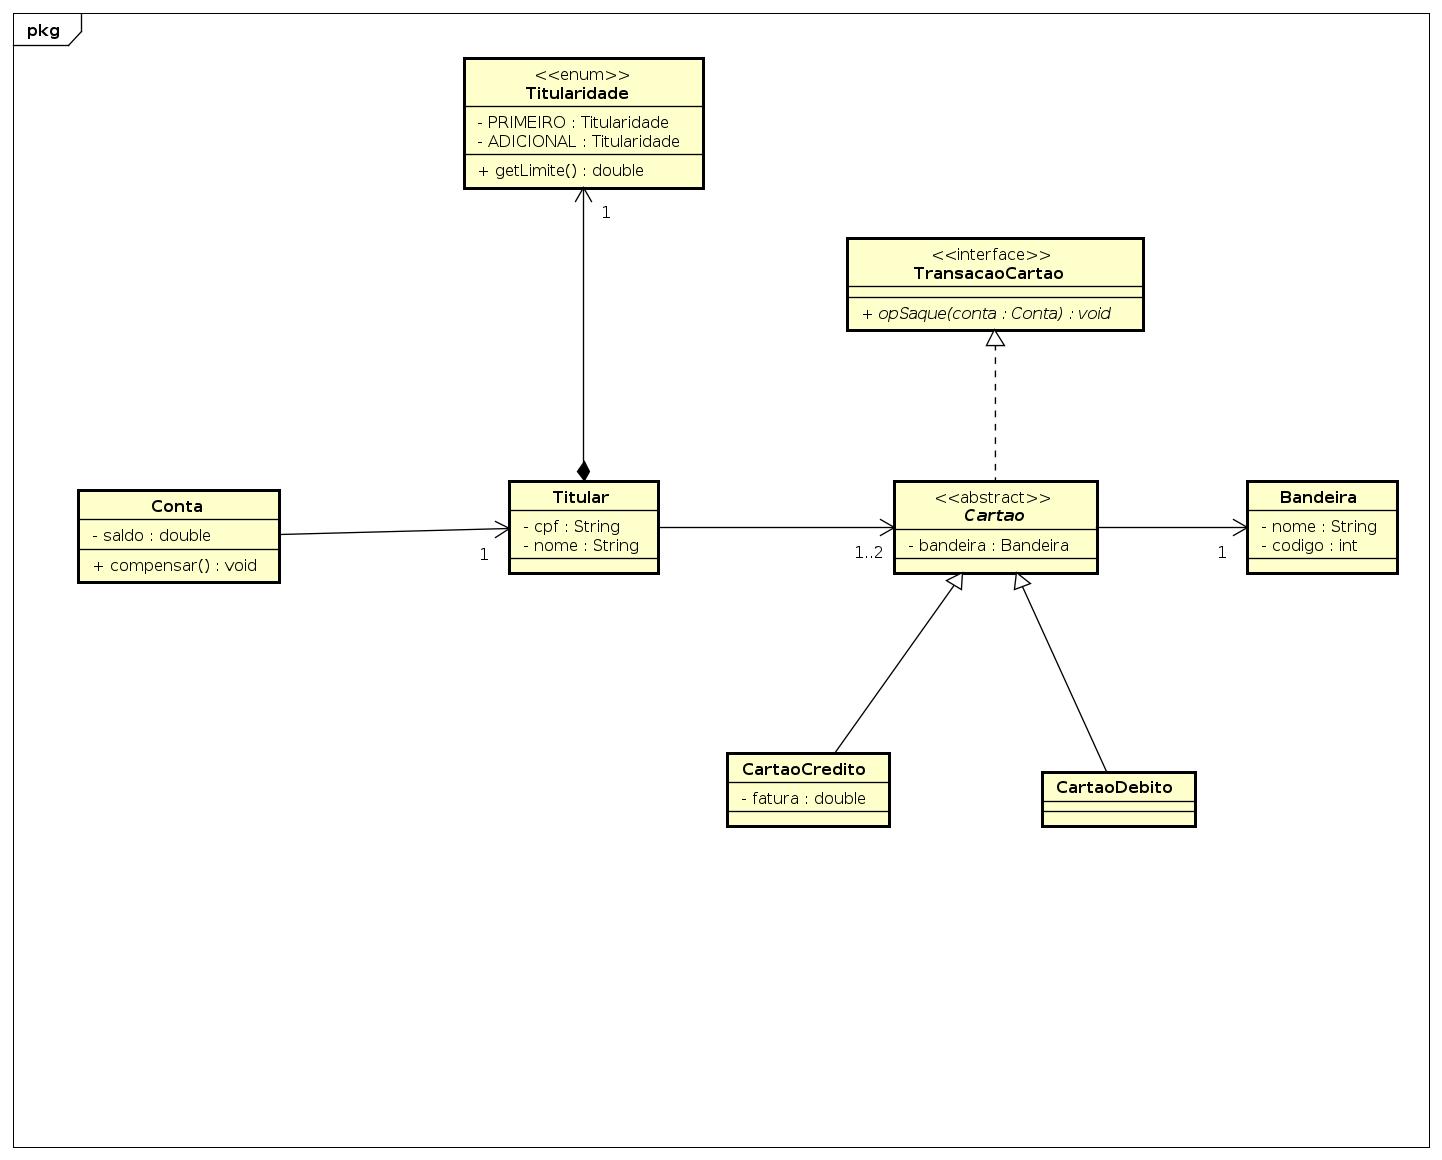 pkg
<<enum>>
Titularidade
- PRIMEIRO : Titularidade
- ADICIONAL : Titularidade
+ getLimite() : double
1
<<interface>>
TransacaoCartao
+ opSaque(conta : Conta) : void
Conta
- saldo : double
+ compensar() : void
1
Titular
- cpf : String
- nome : String
1..2
<<abstract>>
Cartao
- bandeira : Bandeira
1
Bandeira
- nome : String
- codigo : int
CartaoCredito
- fatura : double
CartaoDebito